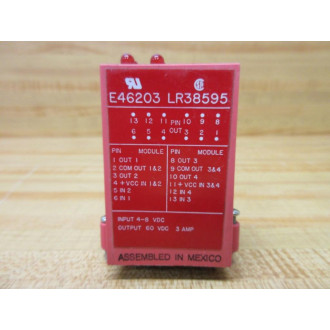 E46203 LR38595
13 12 11 10 9 8
PIN
OUT
6 5 4 3 2 1
PIN MODULE PIN MODULE
1 OUT 1 8 OUT 3
2 COM OUT 1&2 9 COM OUT 3&4
3 OUT 2 10 OUT 4
4 +VCC IN 1&2 11 +VCC IN 3&4
5 IN 2 12 IN 4
6 IN 1 13 IN 3
INPUT 4-8 VDC
OUTPUT 60 VDC 3 AMP
ASSEMBLED IN MEXICO